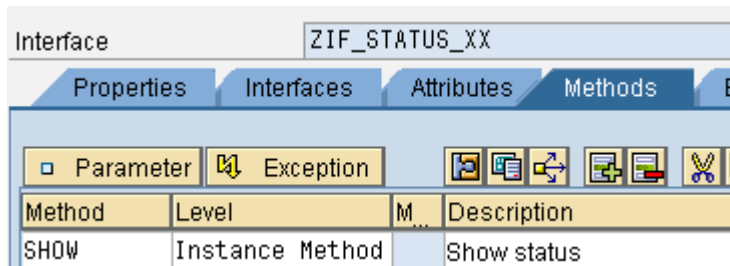 Interface ZIF_STATUS_XX
Properties Interfaces Attributes Methods E
Parameter Exception
Method Level M... Description
SHOW Instance Method Show status